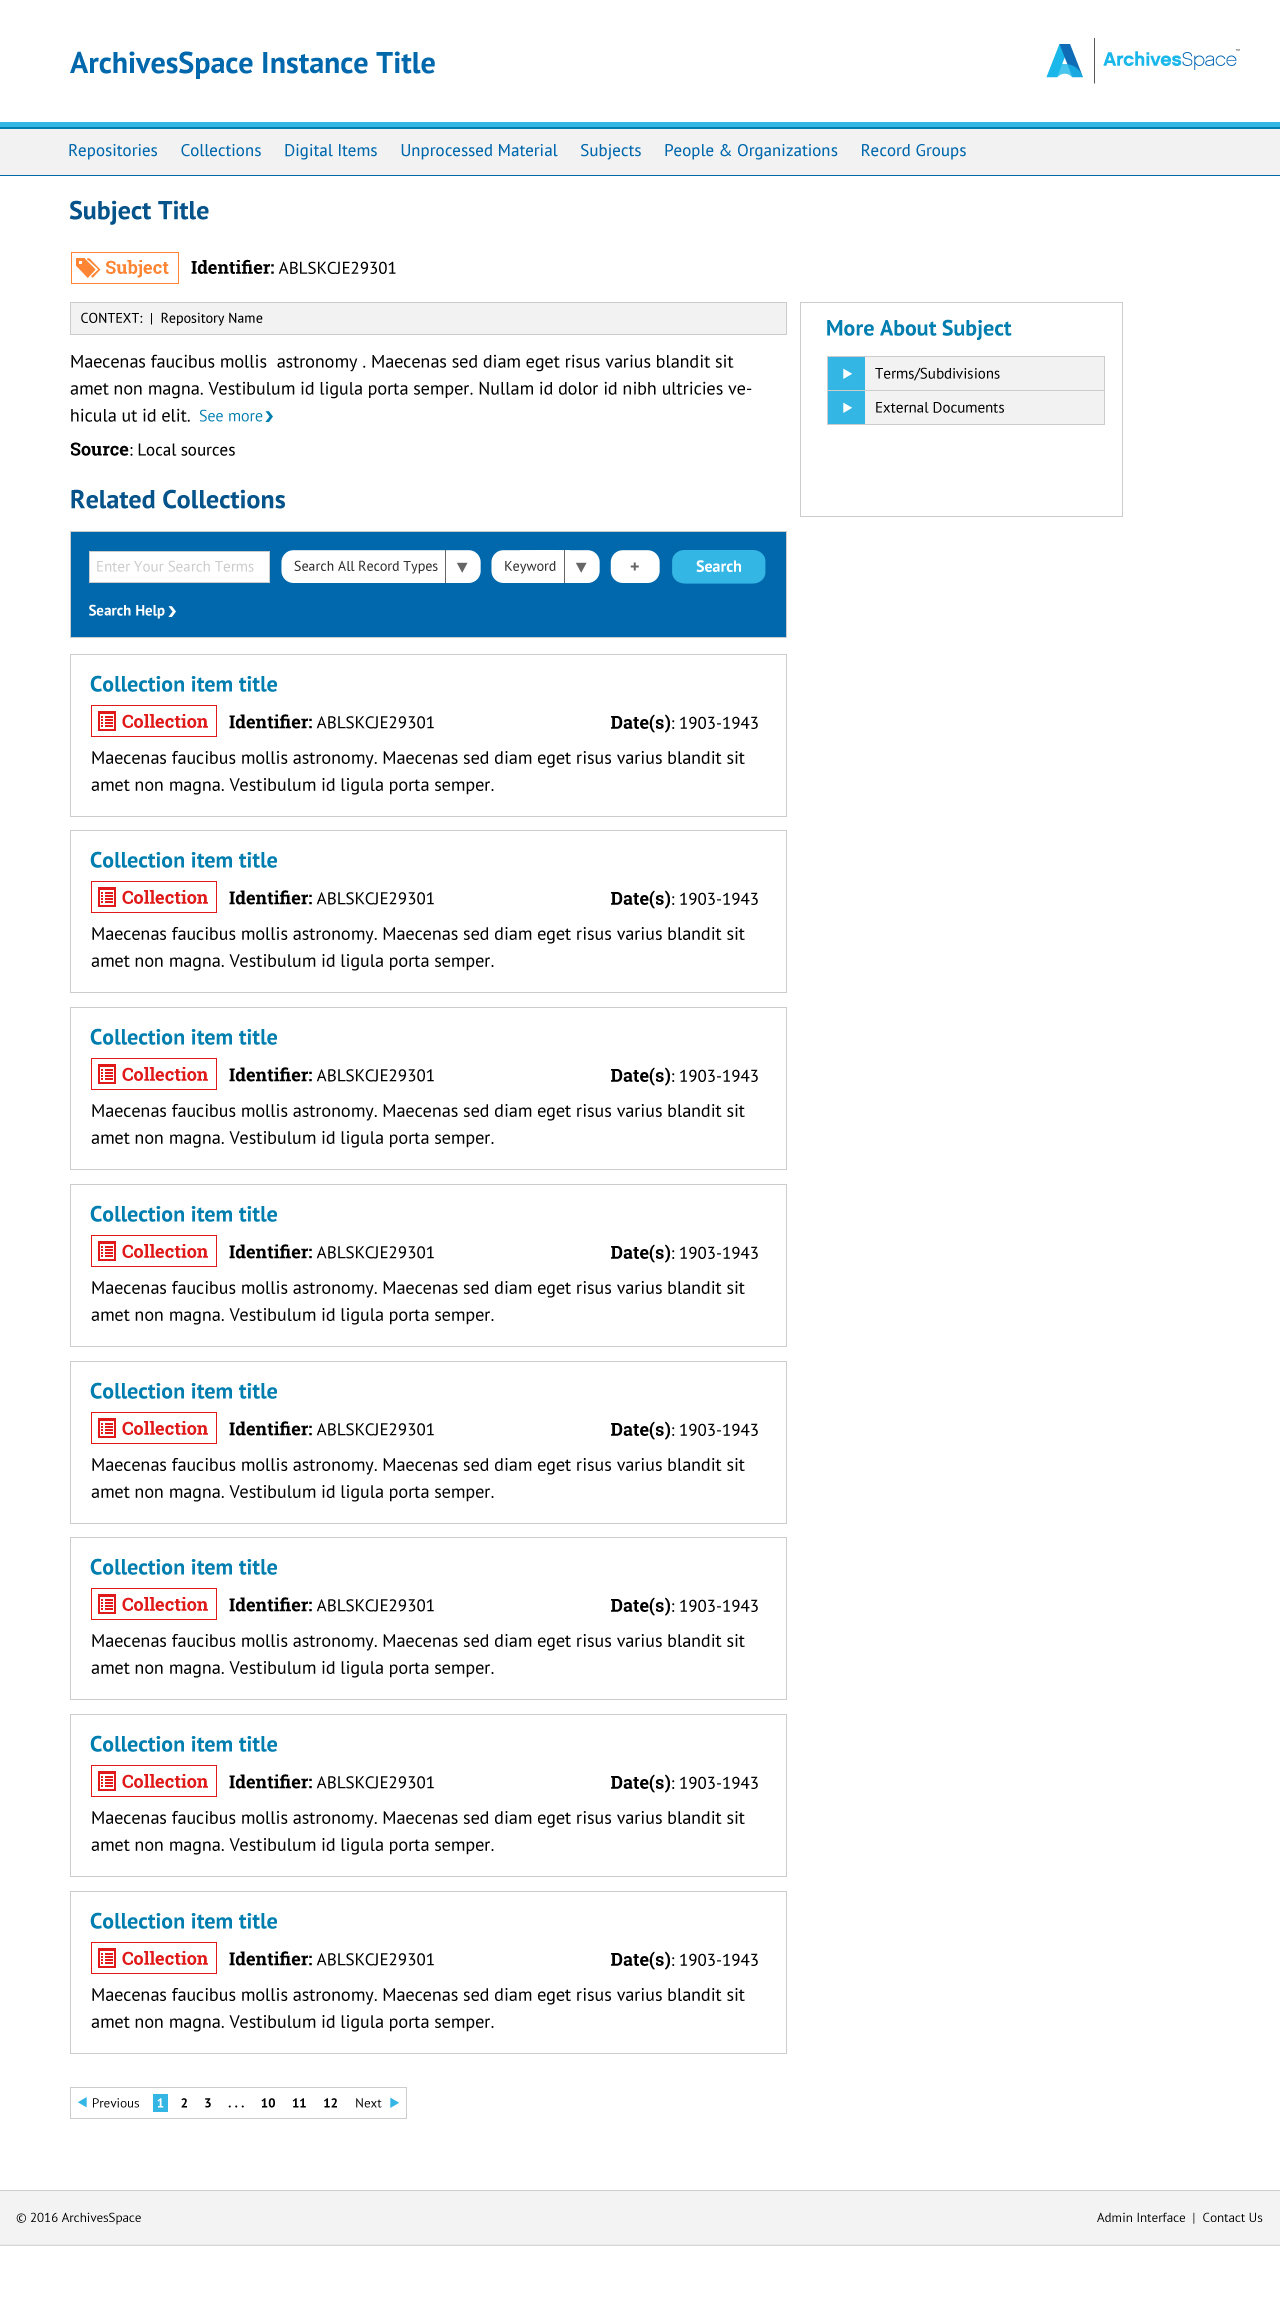 ArchivesSpace Instance Title
ArchivesSpace™
Repositories Collections Digital Items Unprocessed Material Subjects People & Organizations Record Groups
Subject Title
Subject Identifier: ABLSKCJE29301
CONTEXT: | Repository Name
Maecenas faucibus mollis astronomy . Maecenas sed diam eget risus varius blandit sit
amet non magna. Vestibulum id ligula porta semper. Nullam id dolor id nibh ultricies ve-
hicula ut id elit. See more
Source: Local sources
More About Subject
Terms/Subdivisions
External Documents
Related Collections
Enter Your Search Terms Search All Record Types Keyword + Search
Search Help
Collection item title
Collection Identifier: ABLSKCJE29301 Date(s): 1903-1943
Maecenas faucibus mollis astronomy. Maecenas sed diam eget risus varius blandit sit
amet non magna. Vestibulum id ligula porta semper.
Collection item title
Collection Identifier: ABLSKCJE29301 Date(s): 1903-1943
Maecenas faucibus mollis astronomy. Maecenas sed diam eget risus varius blandit sit
amet non magna. Vestibulum id ligula porta semper.
Collection item title
Collection Identifier: ABLSKCJE29301 Date(s): 1903-1943
Maecenas faucibus mollis astronomy. Maecenas sed diam eget risus varius blandit sit
amet non magna. Vestibulum id ligula porta semper.
Collection item title
Collection Identifier: ABLSKCJE29301 Date(s): 1903-1943
Maecenas faucibus mollis astronomy. Maecenas sed diam eget risus varius blandit sit
amet non magna. Vestibulum id ligula porta semper.
Collection item title
Collection Identifier: ABLSKCJE29301 Date(s): 1903-1943
Maecenas faucibus mollis astronomy. Maecenas sed diam eget risus varius blandit sit
amet non magna. Vestibulum id ligula porta semper.
Collection item title
Collection Identifier: ABLSKCJE29301 Date(s): 1903-1943
Maecenas faucibus mollis astronomy. Maecenas sed diam eget risus varius blandit sit
amet non magna. Vestibulum id ligula porta semper.
Collection item title
Collection Identifier: ABLSKCJE29301 Date(s): 1903-1943
Maecenas faucibus mollis astronomy. Maecenas sed diam eget risus varius blandit sit
amet non magna. Vestibulum id ligula porta semper.
Collection item title
Collection Identifier: ABLSKCJE29301 Date(s): 1903-1943
Maecenas faucibus mollis astronomy. Maecenas sed diam eget risus varius blandit sit
amet non magna. Vestibulum id ligula porta semper.
Previous 1 2 3 ... 10 11 12 Next
© 2016 ArchivesSpace Admin Interface | Contact Us